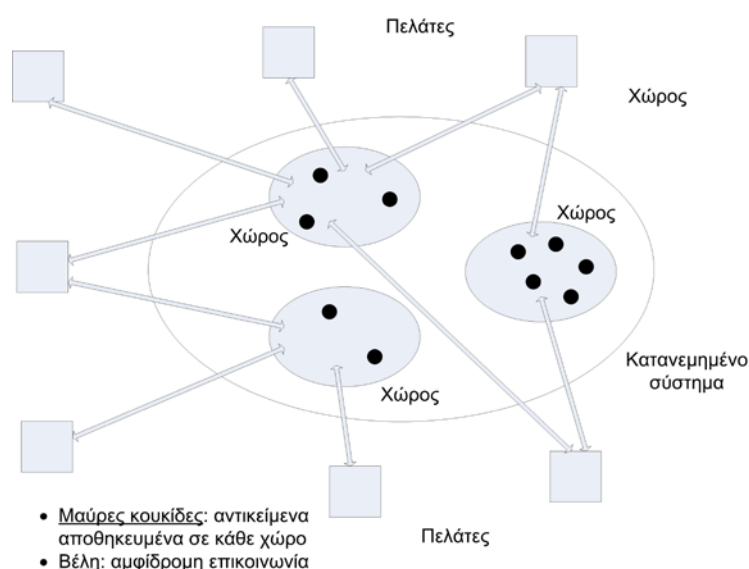 Πελάτες
Χώρος
Χώρος
Χώρος
Χώρος
Κατανεμημένο
σύστημα
Πελάτες
• Μαύρες κουκίδες: αντικείμενα
αποθηκευμένα σε κάθε χώρο
• Βέλη: αμφίδρομη επικοινωνία